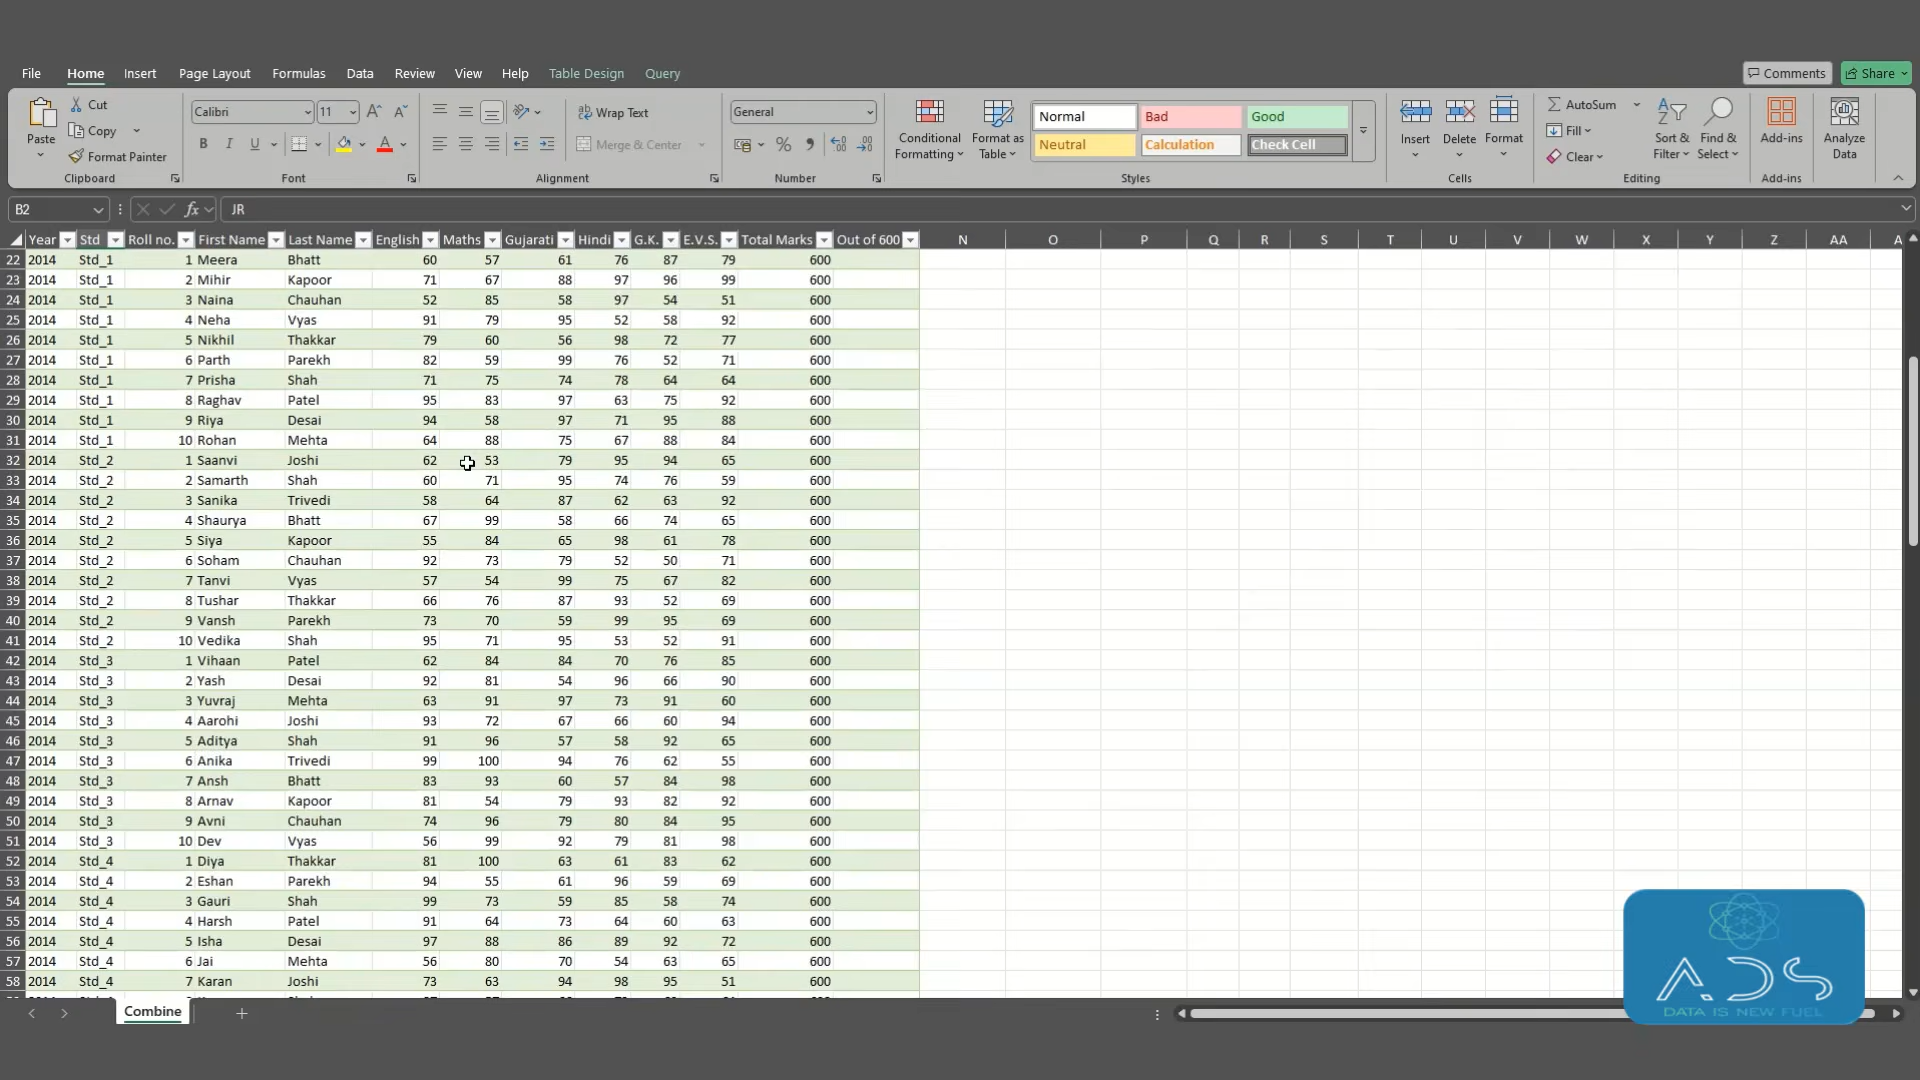 File Home Insert Page Layout Formulas Data Review View Help Table Design Query Comments Share
Paste Cut Copy Format Painter Clipboard
Calibri 11 B I U Font
Wrap Text Merge & Center Alignment
General % Number
Conditional Formatting Format as Table
Normal Bad Good
Neutral Calculation Check Cell
Styles
Insert Delete Format Cells
AutoSum Fill Clear Sort & Filter Find & Select Editing
Add-ins Add-ins
Analyze Data
B2 fx JR
Year Std Roll no. First Name Last Name English Maths Gujarati Hindi G.K. E.V.S. Total Marks Out of 600 N O P Q R S T U V W X Y Z AA A
22 2014 Std_1 1 Meera Bhatt 60 57 61 76 87 79 600
23 2014 Std_1 2 Mihir Kapoor 71 67 88 97 96 99 600
24 2014 Std_1 3 Naina Chauhan 52 85 58 97 54 51 600
25 2014 Std_1 4 Neha Vyas 91 79 95 52 58 92 600
26 2014 Std_1 5 Nikhil Thakkar 79 60 56 98 72 77 600
27 2014 Std_1 6 Parth Parekh 82 59 99 76 52 71 600
28 2014 Std_1 7 Prisha Shah 71 75 74 78 64 64 600
29 2014 Std_1 8 Raghav Patel 95 83 97 63 75 92 600
30 2014 Std_1 9 Riya Desai 94 58 97 71 95 88 600
31 2014 Std_1 10 Rohan Mehta 64 88 75 67 88 84 600
32 2014 Std_2 1 Saanvi Joshi 62 53 79 95 94 65 600
33 2014 Std_2 2 Samarth Shah 60 71 95 74 76 59 600
34 2014 Std_2 3 Sanika Trivedi 58 64 87 62 63 92 600
35 2014 Std_2 4 Shaurya Bhatt 67 99 58 66 74 65 600
36 2014 Std_2 5 Siya Kapoor 55 84 65 98 61 78 600
37 2014 Std_2 6 Soham Chauhan 92 73 79 52 50 71 600
38 2014 Std_2 7 Tanvi Vyas 57 54 99 75 67 82 600
39 2014 Std_2 8 Tushar Thakkar 66 76 87 93 52 69 600
40 2014 Std_2 9 Vansh Parekh 73 70 59 99 95 69 600
41 2014 Std_2 10 Vedika Shah 95 71 95 53 52 91 600
42 2014 Std_3 1 Vihaan Patel 62 84 84 70 76 85 600
43 2014 Std_3 2 Yash Desai 92 81 54 96 66 90 600
44 2014 Std_3 3 Yuvraj Mehta 63 91 97 73 91 60 600
45 2014 Std_3 4 Aarohi Joshi 93 72 67 66 60 94 600
46 2014 Std_3 5 Aditya Shah 91 96 57 58 92 65 600
47 2014 Std_3 6 Anika Trivedi 99 100 94 76 62 55 600
48 2014 Std_3 7 Ansh Bhatt 83 93 60 57 84 98 600
49 2014 Std_3 8 Arnav Kapoor 81 54 79 93 82 92 600
50 2014 Std_3 9 Avni Chauhan 74 96 79 80 84 95 600
51 2014 Std_3 10 Dev Vyas 56 99 92 79 81 98 600
52 2014 Std_4 1 Diya Thakkar 81 100 63 61 83 62 600
53 2014 Std_4 2 Eshan Parekh 94 55 61 96 59 69 600
54 2014 Std_4 3 Gauri Shah 99 73 59 85 58 74 600
55 2014 Std_4 4 Harsh Patel 91 64 73 64 60 63 600
56 2014 Std_4 5 Isha Desai 97 88 86 89 92 72 600
57 2014 Std_4 6 Jai Mehta 56 80 70 54 63 65 600
58 2014 Std_4 7 Karan Joshi 73 63 94 98 95 51 600
Combine
ADS
DATA IS NEW FUEL